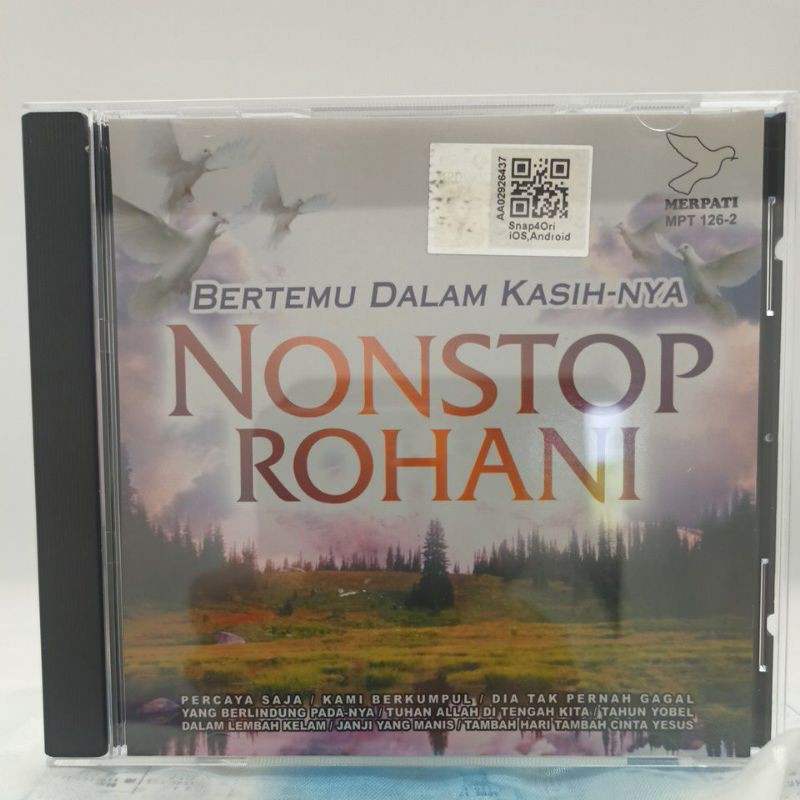 AA02926437
Snap4Ori
iOS,Android
MERPATI
MPT 126-2
BERTEMU DALAM KASIH-NYA
NONSTOP
ROHANI
PERCAYA SAJA / KAMI BERKUMPUL / DIA TAK PERNAH GAGAL
YANG BERLINDUNG PADA-NYA / TUHAN ALLAH DI TENGAH KITA / TAHUN YOBEL
DALAM LEMBAH KELAM / JANJI YANG MANIS / TAMBAH HARI TAMBAH CINTA YESUS